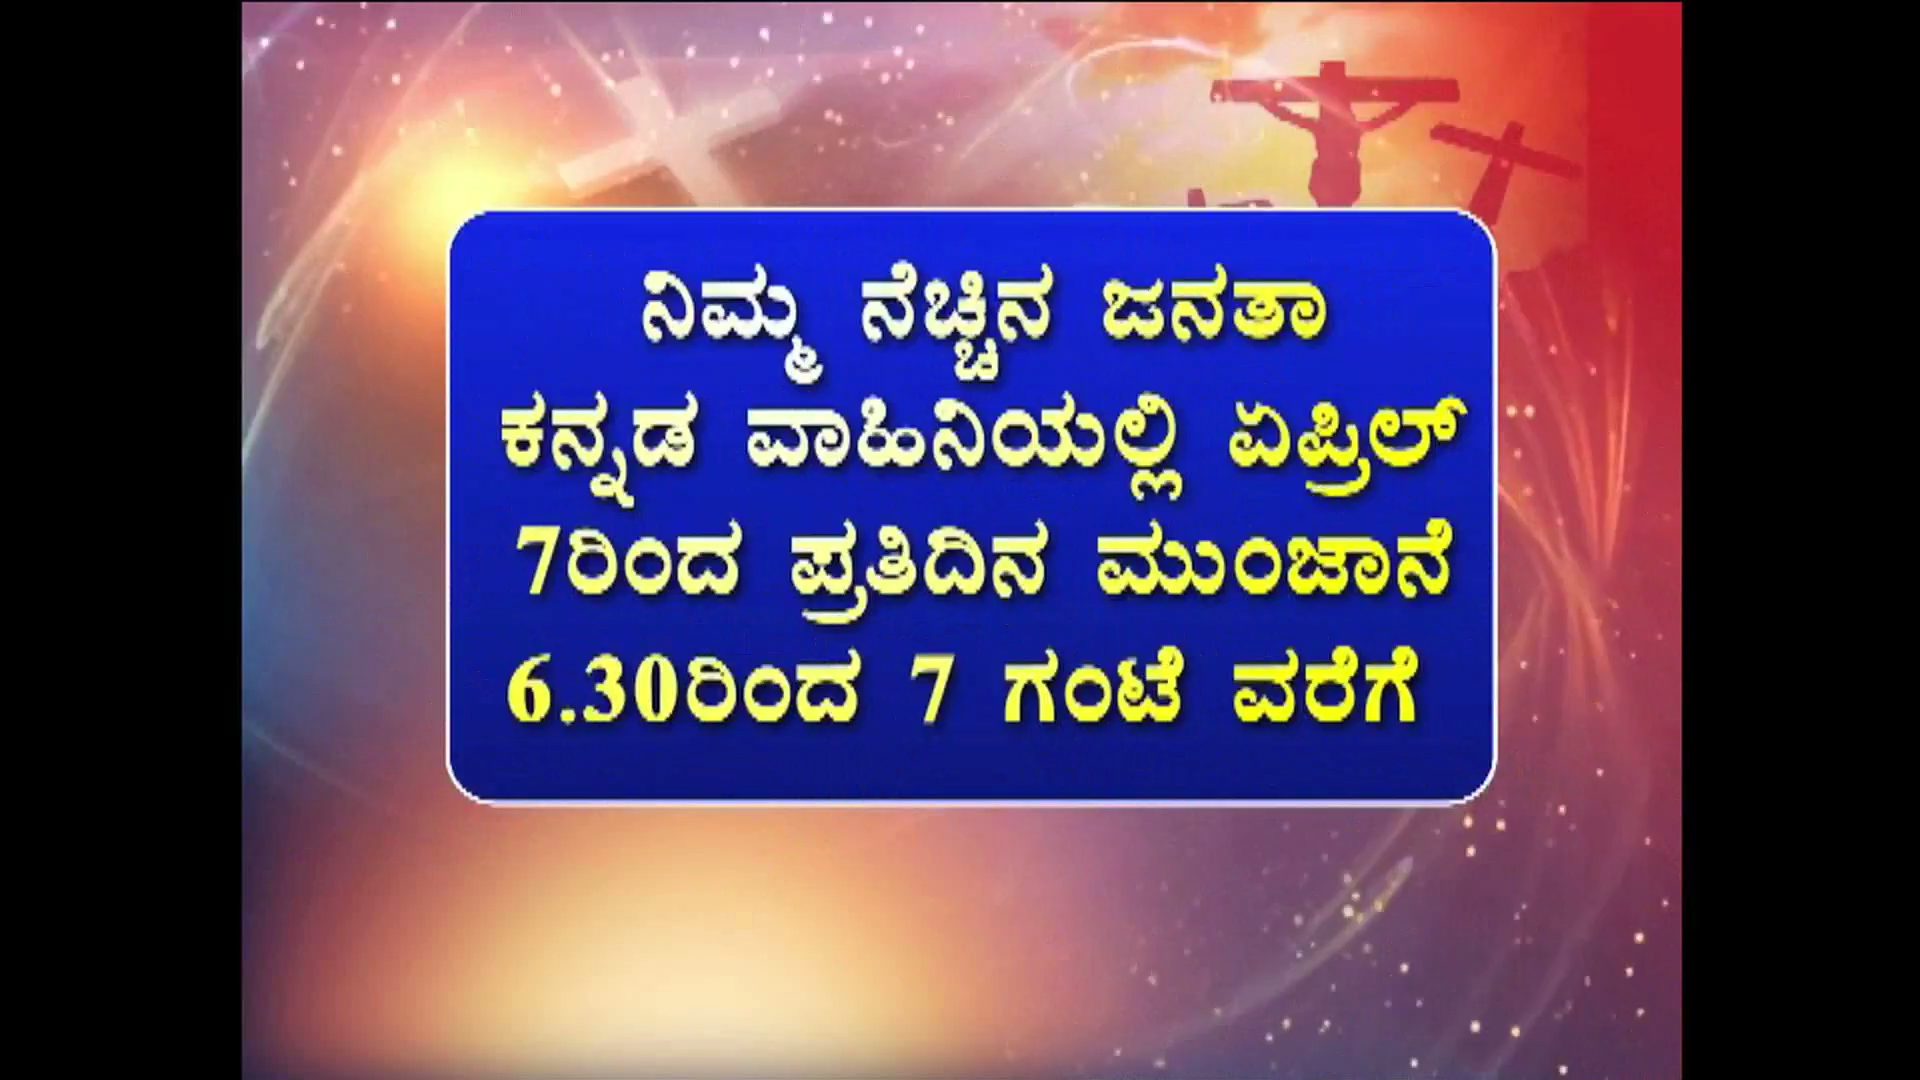 ನಿಮ್ಮ ನೆಚ್ಚಿನ ಜನತಾ
ಕನ್ನಡ ವಾಹಿನಿಯಲ್ಲಿ ಏಪ್ರಿಲ್
7ರಿಂದ ಪ್ರತಿದಿನ ಮುಂಜಾನೆ
6.30ರಿಂದ 7 ಗಂಟೆ ವರೆಗೆ